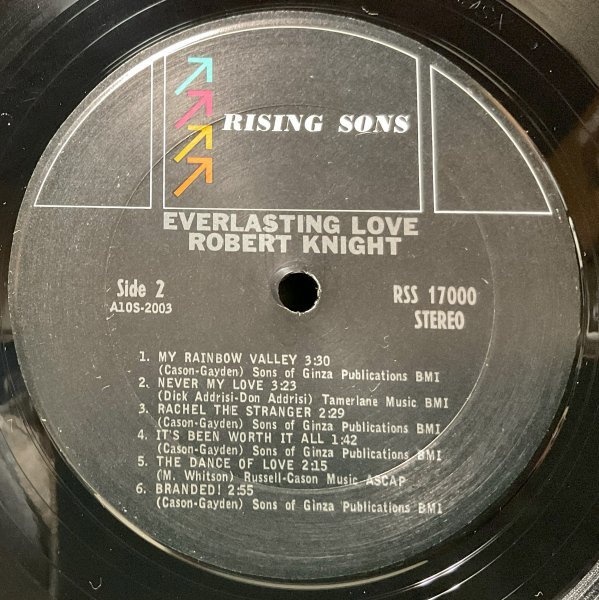 RISING SONS
EVERLASTING LOVE
ROBERT KNIGHT
Side 2
A10S-2003
RSS 17000
STEREO
1. MY RAINBOW VALLEY 3:30
(Cason-Gayden) Sons of Ginza Publications BMI
2. NEVER MY LOVE 3:23
(Dick Addrisi-Don Addrisi) Tamerlane Music BMI
3. RACHEL THE STRANGER 2:29
(Cason-Gayden) Sons of Ginza Publications BMI
4. IT'S BEEN WORTH IT ALL 1:42
(Cason-Gayden) Sons of Ginza Publications BMI
5. THE DANCE OF LOVE 2:15
(M. Whitson) Russell-Cason Music ASCAP
6. BRANDED! 2:55
(Cason-Gayden) Sons of Ginza Publications BMI